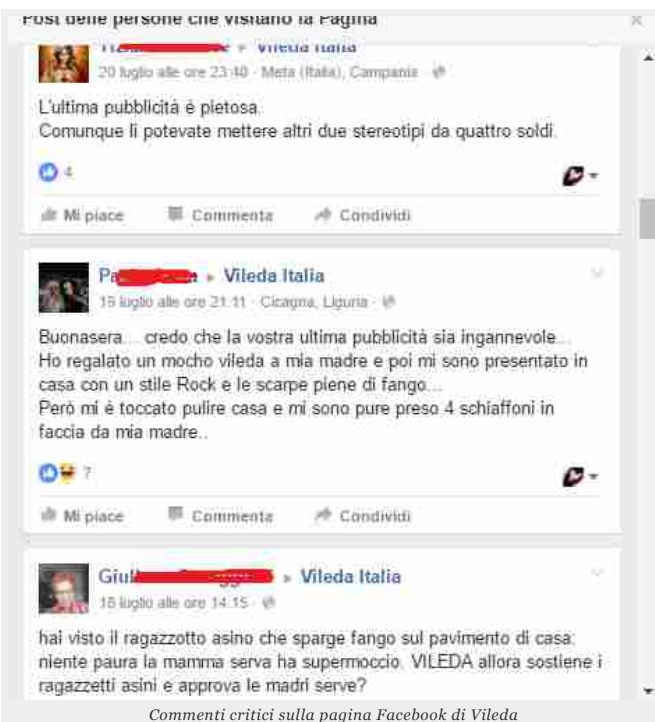 Post delle persone che visitano la Pagina
Vileda Italia
20 luglio alle ore 23:40 · Meta (Italia), Campania
L'ultima pubblicità è pietosa.
Comunque li potevate mettere altri due stereotipi da quattro soldi.
4
Mi piace Commenta Condividi
Pa Vileda Italia
19 luglio alle ore 21:11 · Cicagna, Liguria
Buonasera... credo che la vostra ultima pubblicità sia ingannevole...
Ho regalato un mocho vileda a mia madre e poi mi sono presentato in
casa con un stile Rock e le scarpe piene di fango...
Però mi è toccato pulire casa e mi sono pure preso 4 schiaffoni in
faccia da mia madre..
7
Mi piace Commenta Condividi
Giul Vileda Italia
18 luglio alle ore 14:15
hai visto il ragazzotto asino che sparge fango sul pavimento di casa:
niente paura la mamma serva ha supermoccio. VILEDA allora sostiene i
ragazzetti asini e approva le madri serve?
Commenti critici sulla pagina Facebook di Vileda